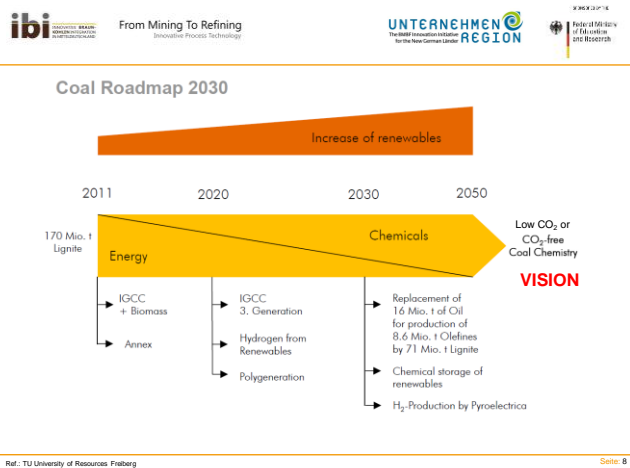 ibi
INNOVATIVE BRAUN-
KOHLEN INTEGRATION
IN MITTELDEUTSCHLAND
From Mining To Refining
Innovative Process Technology
UNTERNEHMEN
REGION
The BMBF Innovation Initiative
for the New German Länder
SPONSORED BY THE
Federal Ministry
of Education
and Research
Coal Roadmap 2030
Increase of renewables
2011 2020 2030 2050
170 Mio. t
Lignite
Energy
Chemicals
Low CO₂ or
CO₂-free
Coal Chemistry
VISION
IGCC
+ Biomass
Annex
IGCC
3. Generation
Hydrogen from
Renewables
Polygeneration
Replacement of
16 Mio. t of Oil
for production of
8.6 Mio. t Olefines
by 71 Mio. t Lignite
Chemical storage of
renewables
H₂-Production by Pyroelectrica
Ref.: TU University of Resources Freiberg
Seite: 8